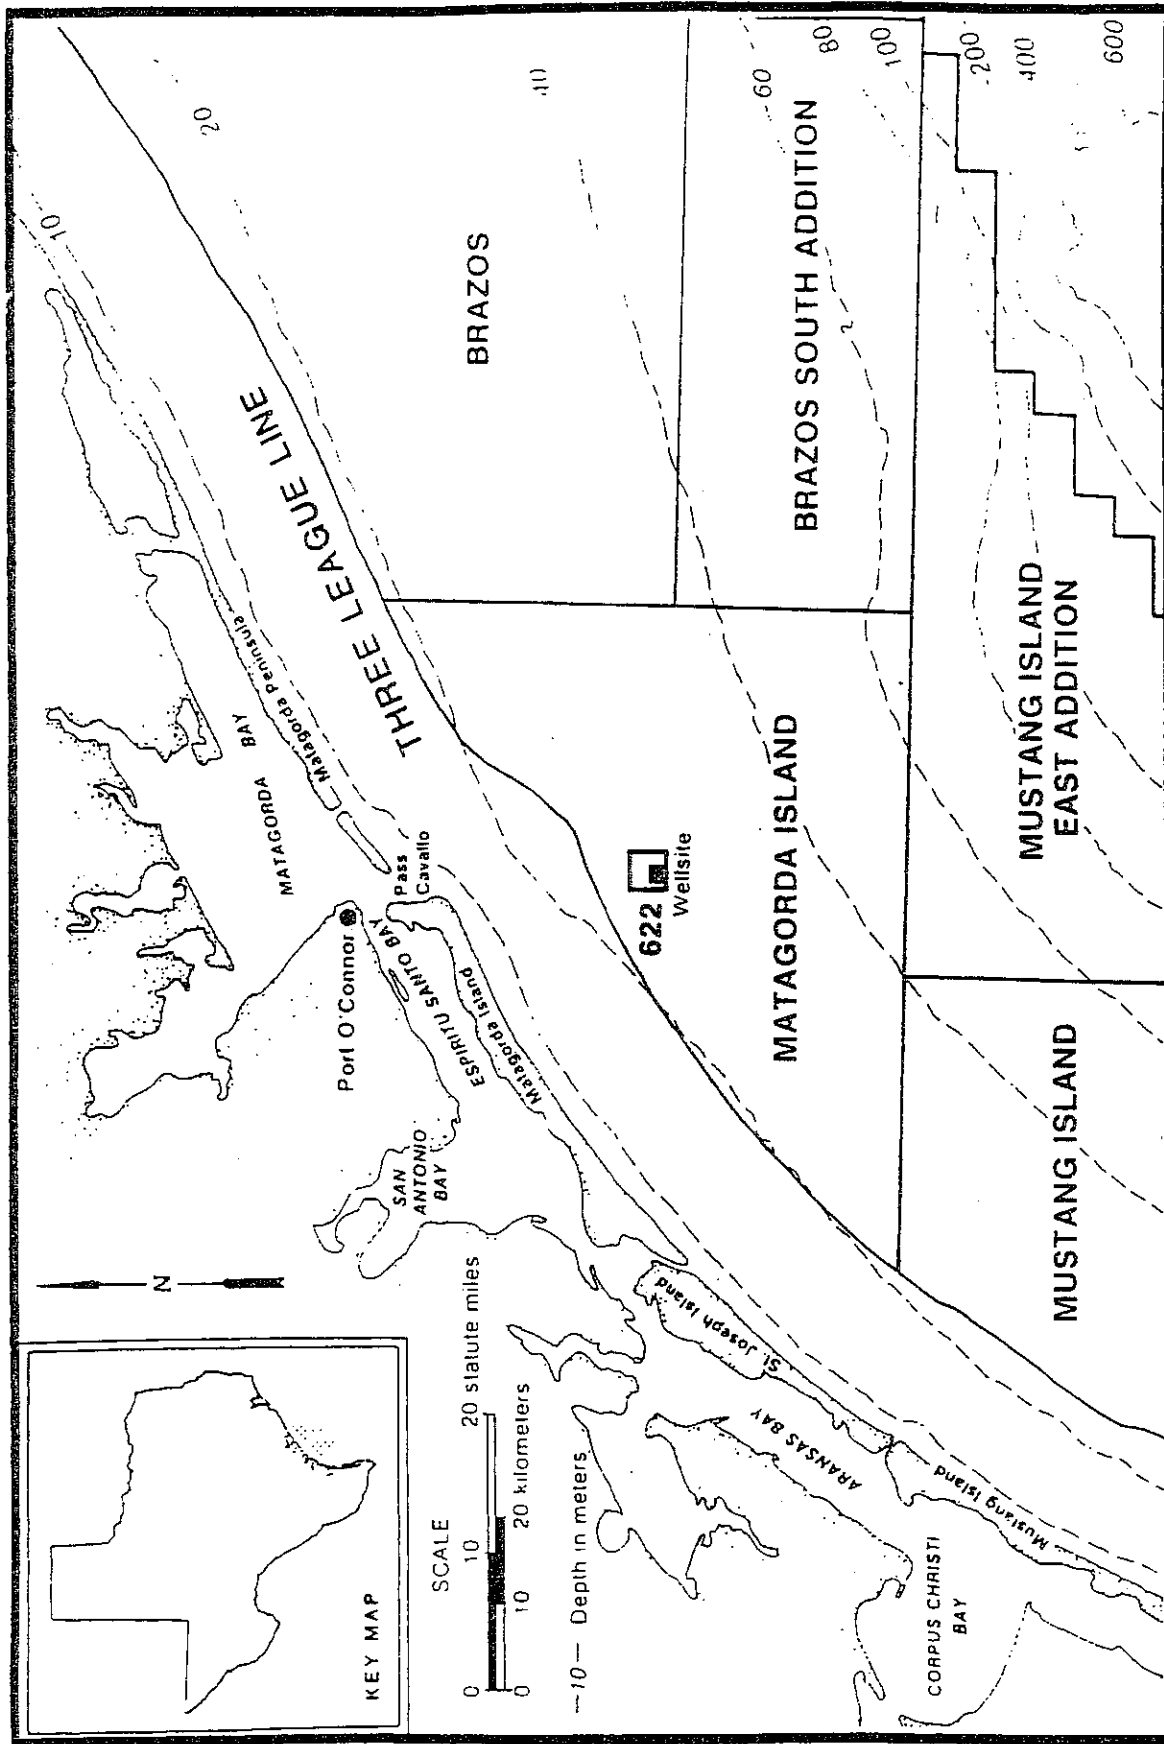 KEY MAP
N
SCALE
0 10 20 statute miles
0 10 20 kilometers
—10— Depth in meters
MATAGORDA BAY
Matagorda Peninsula
Port O'Connor
Pass
Cavallo
ESPIRITU SANTO BAY
Matagorda Island
SAN
ANTONIO
BAY
St. Joseph Island
ARANSAS BAY
Mustang Island
CORPUS CHRISTI
BAY
THREE LEAGUE LINE
622
Wellsite
BRAZOS
BRAZOS SOUTH ADDITION
MATAGORDA ISLAND
MUSTANG ISLAND
MUSTANG ISLAND
EAST ADDITION
10
20
40
60
80
100
200
400
600